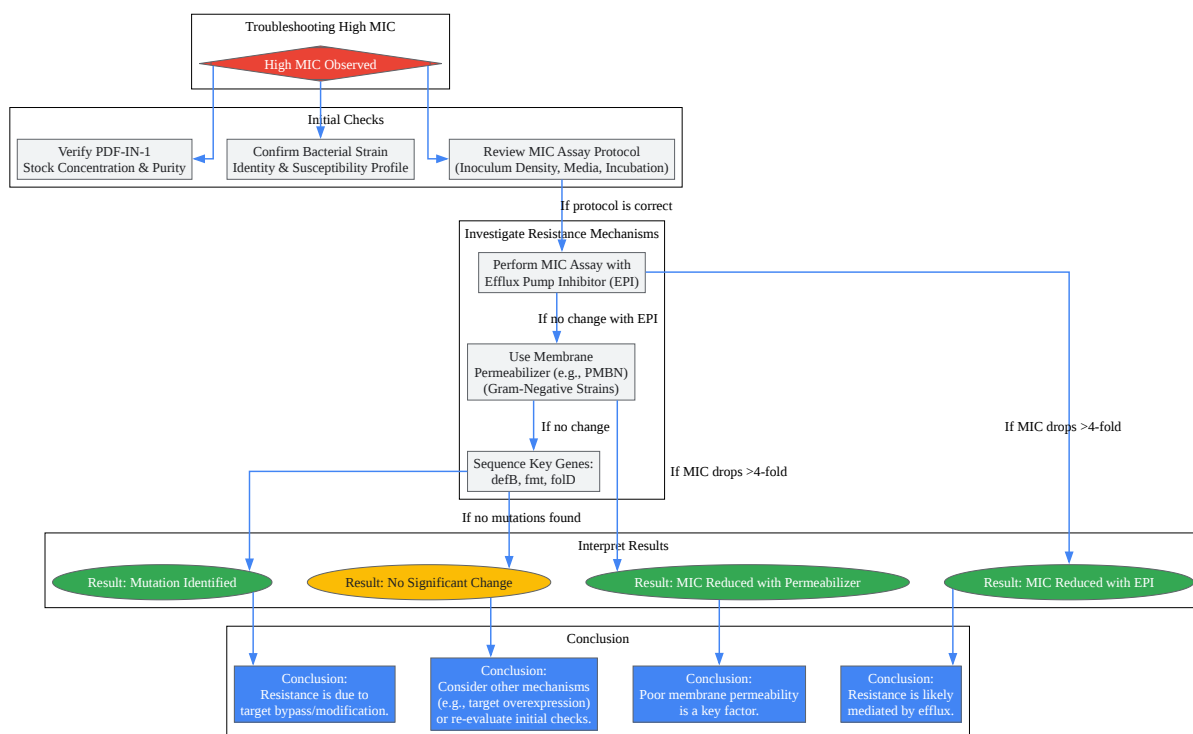 Troubleshooting High MIC
High MIC Observed
Initial Checks
Verify PDF-IN-1
Stock Concentration & Purity
Confirm Bacterial Strain
Identity & Susceptibility Profile
Review MIC Assay Protocol
(Inoculum Density, Media, Incubation)
If protocol is correct
Investigate Resistance Mechanisms
Perform MIC Assay with
Efflux Pump Inhibitor (EPI)
If no change with EPI
Use Membrane
Permeabilizer (e.g., PMBN)
(Gram-Negative Strains)
If no change
If MIC drops >4-fold
Sequence Key Genes:
defB, fmt, folD
If MIC drops >4-fold
If no mutations found
Interpret Results
Result: Mutation Identified
Result: No Significant Change
Result: MIC Reduced with Permeabilizer
Result: MIC Reduced with EPI
Conclusion
Conclusion:
Resistance is due to
target bypass/modification.
Conclusion:
Consider other mechanisms
(e.g., target overexpression)
or re-evaluate initial checks.
Conclusion:
Poor membrane permeability
is a key factor.
Conclusion:
Resistance is likely
mediated by efflux.